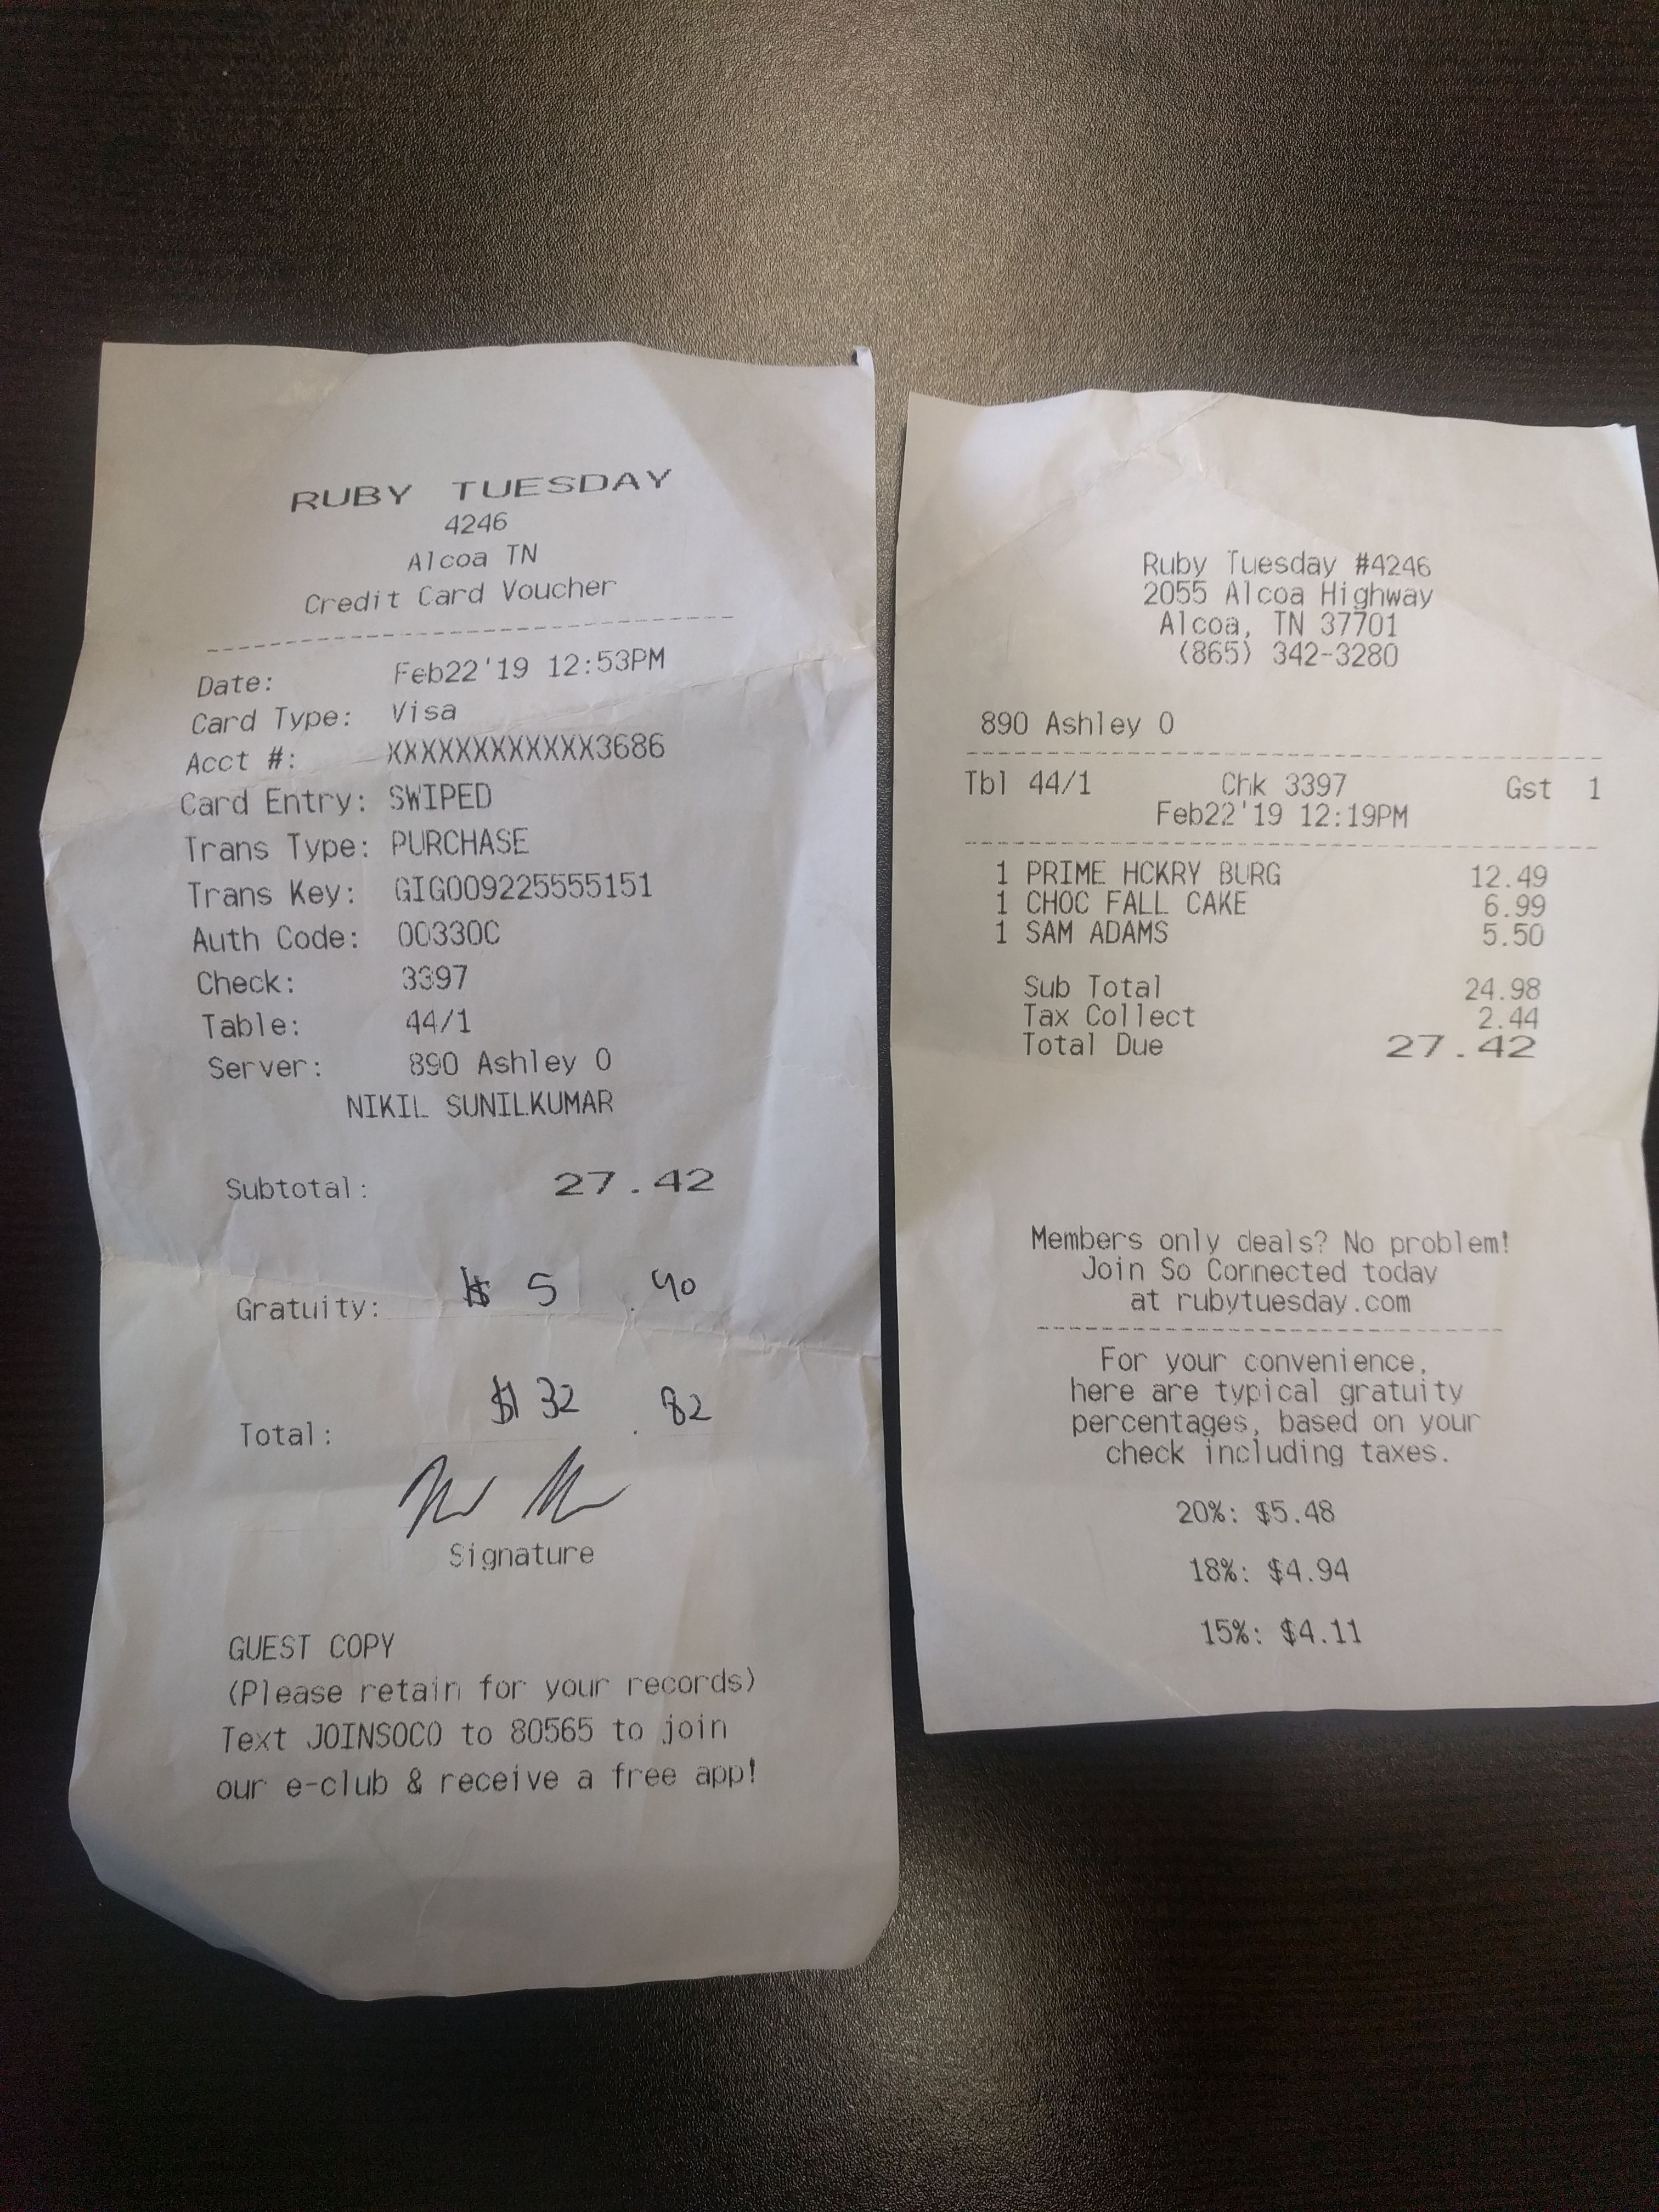 RUBY TUESDAY
4246
Alcoa TN
Credit Card Voucher
Date: Feb22'19 12:53PM
Card Type: Visa
Acct #: XXXXXXXXXXXX3686
Card Entry: SWIPED
Trans Type: PURCHASE
Trans Key: GIG009225555151
Auth Code: 00330C
Check: 3397
Table: 44/1
Server: 890 Ashley O
NIKIL SUNILKUMAR
Subtotal: 27.42
Gratuity: $ 5 . 40
Total: $ 32 . 82
Signature
GUEST COPY
(Please retain for your records)
Text JOINSOCO to 80565 to join
our e-club & receive a free app!
Ruby Tuesday #4246
2055 Alcoa Highway
Alcoa, TN 37701
(865) 342-3280
890 Ashley O
Tbl 44/1 Chk 3397 Gst 1
Feb22'19 12:19PM
1 PRIME HCKRY BURG 12.49
1 CHOC FALL CAKE 6.99
1 SAM ADAMS 5.50
Sub Total 24.98
Tax Collect 2.44
Total Due 27.42
Members only deals? No problem!
Join So Connected today
at rubytuesday.com
For your convenience,
here are typical gratuity
percentages, based on your
check including taxes.
20%: $5.48
18%: $4.94
15%: $4.11